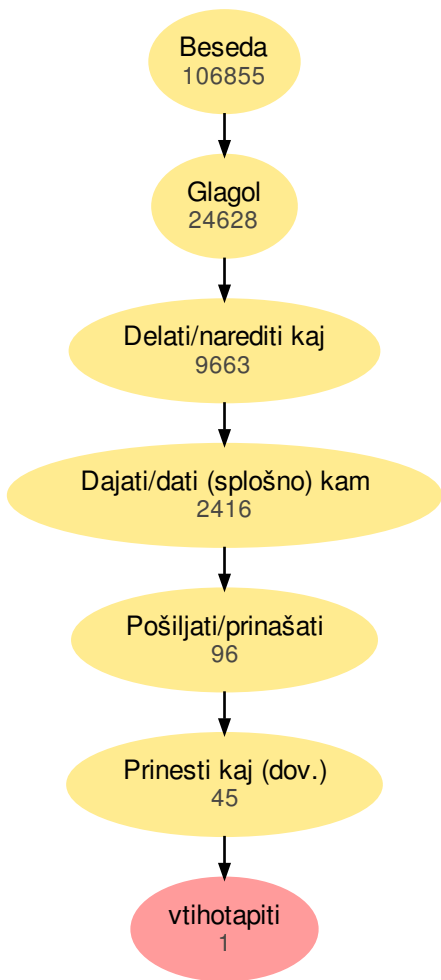 Beseda
106855
Glagol
24628
Delati/narediti kaj
9663
Dajati/dati (splošno) kam
2416
Pošiljati/prinašati
96
Prinesti kaj (dov.)
45
vtihotapiti
1